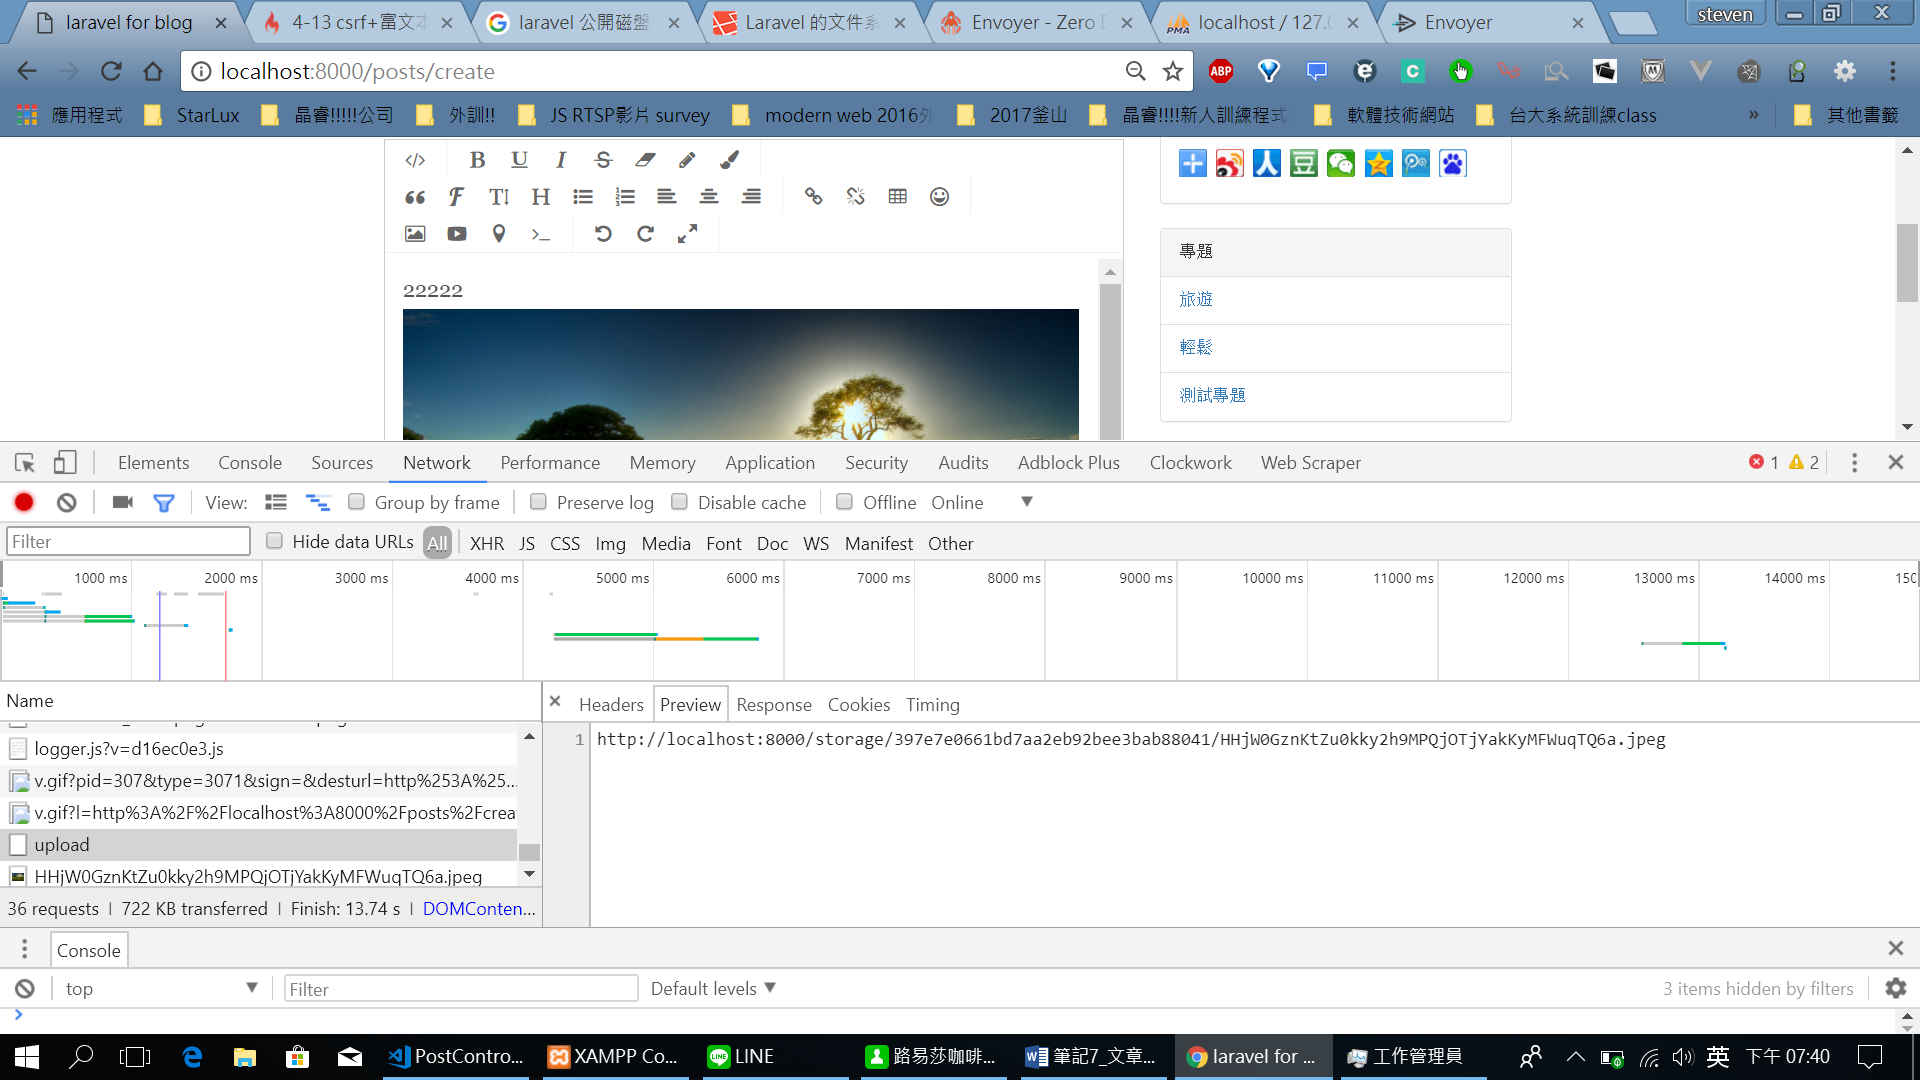 laravel for blog
4-13 csrf+富文本
laravel 公開磁盤
Laravel 的文件系
Envoyer - Zero D
localhost / 127.0
Envoyer
steven
localhost:8000/posts/create
應用程式
StarLux
晶睿!!!!!公司
外訓!!
JS RTSP影片 survey
modern web 2016外
2017釜山
晶睿!!!!新人訓練程式
軟體技術網站
台大系統訓練class
»
其他書籤
22222
專題
旅遊
輕鬆
測試專題
Elements
Console
Sources
Network
Performance
Memory
Application
Security
Audits
Adblock Plus
Clockwork
Web Scraper
1
2
View:
Group by frame
Preserve log
Disable cache
Offline
Online
Filter
Hide data URLs
All
XHR
JS
CSS
Img
Media
Font
Doc
WS
Manifest
Other
1000 ms
2000 ms
3000 ms
4000 ms
5000 ms
6000 ms
7000 ms
8000 ms
9000 ms
10000 ms
11000 ms
12000 ms
13000 ms
14000 ms
150
Name
Headers
Preview
Response
Cookies
Timing
logger.js?v=d16ec0e3.js
v.gif?pid=307&type=3071&sign=&desturl=http%253A%25...
v.gif?l=http%3A%2F%2Flocalhost%3A8000%2Fposts%2Fcrea
upload
HHjW0GznKtZu0kky2h9MPQjOTjYakKyMFWuqTQ6a.jpeg
1
http://localhost:8000/storage/397e7e0661bd7aa2eb92bee3bab88041/HHjW0GznKtZu0kky2h9MPQjOTjYakKyMFWuqTQ6a.jpeg
36 requests | 722 KB transferred | Finish: 13.74 s | DOMConten...
Console
top
Filter
Default levels
3 items hidden by filters
PostContro...
XAMPP Co...
LINE
路易莎咖啡...
筆記7_文章...
laravel for ...
工作管理員
英
下午 07:40